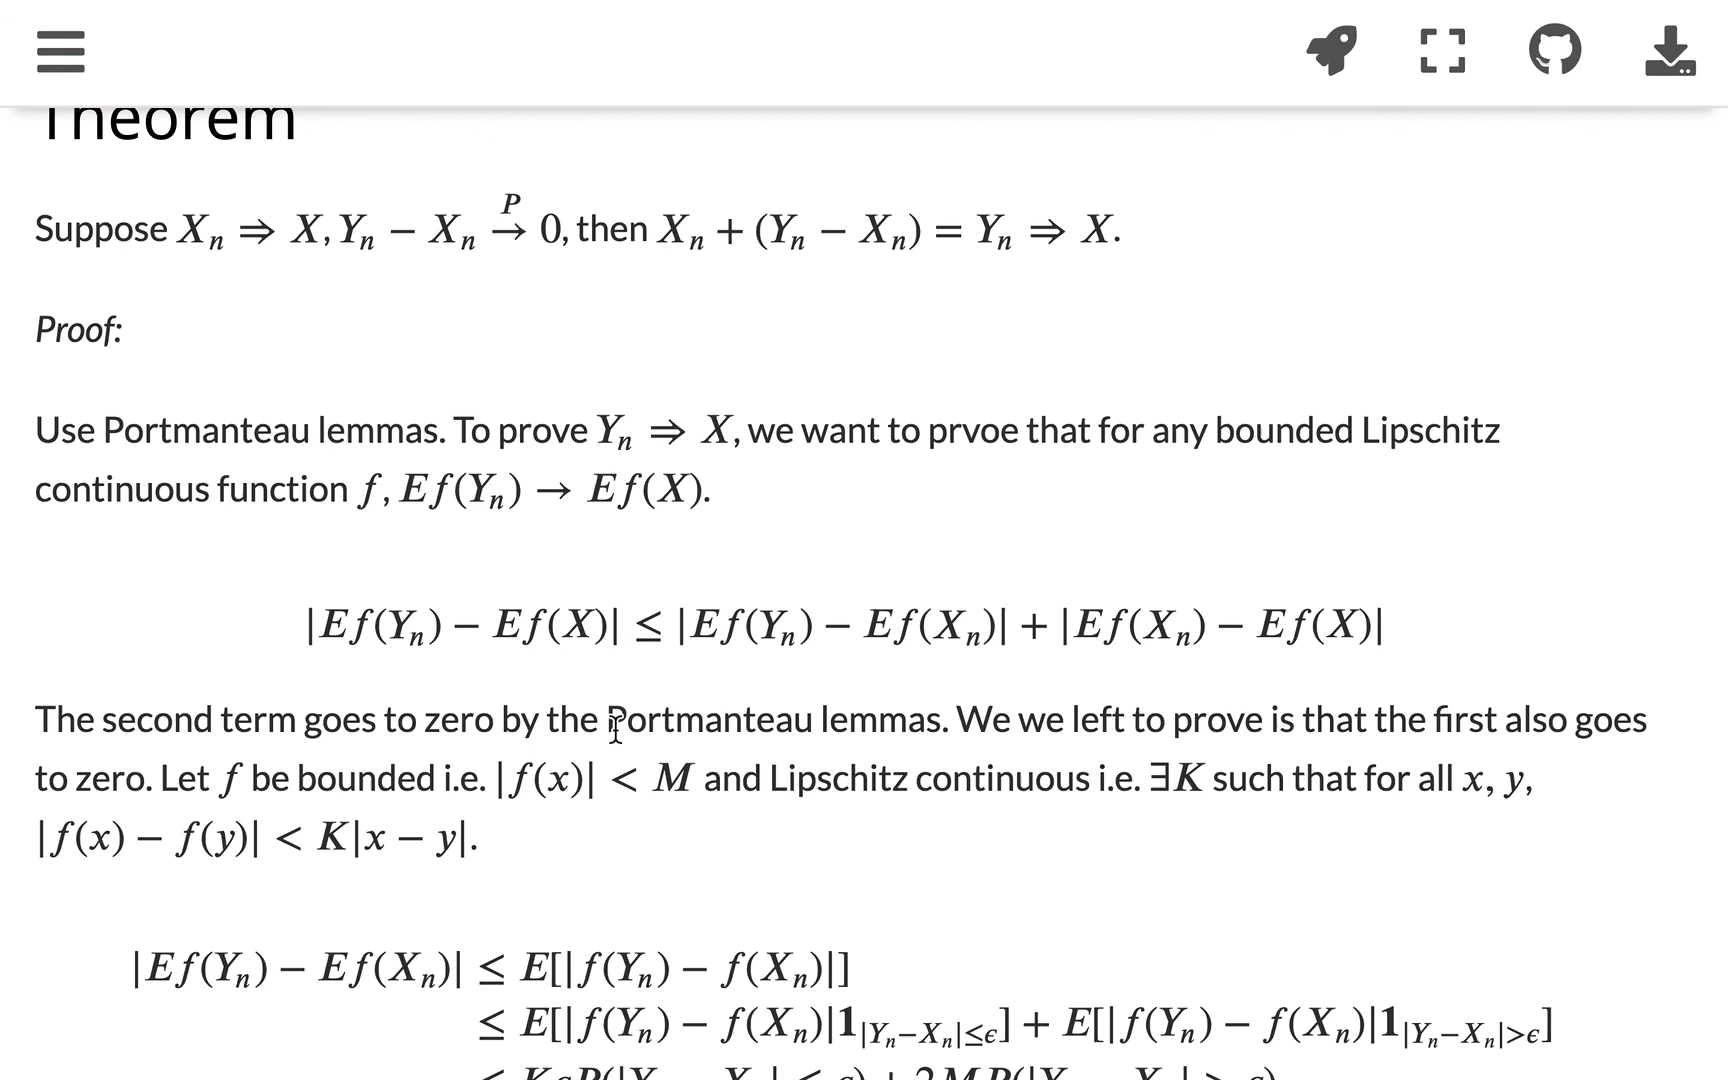 Theorem
Suppose Xₙ ⇒ X, Yₙ − Xₙ →ᴾ 0, then Xₙ + (Yₙ − Xₙ) = Yₙ ⇒ X.
Proof:
Use Portmanteau lemmas. To prove Yₙ ⇒ X, we want to prvoe that for any bounded Lipschitz
continuous function f, Ef(Yₙ) → Ef(X).
|Ef(Yₙ) − Ef(X)| ≤ |Ef(Yₙ) − Ef(Xₙ)| + |Ef(Xₙ) − Ef(X)|
The second term goes to zero by the Portmanteau lemmas. We we left to prove is that the first also goes
to zero. Let f be bounded i.e. |f(x)| < M and Lipschitz continuous i.e. ∃K such that for all x, y,
|f(x) − f(y)| < K|x − y|.
|Ef(Yₙ) − Ef(Xₙ)| ≤ E[|f(Yₙ) − f(Xₙ)|]
≤ E[|f(Yₙ) − f(Xₙ)|𝟏_{|Yₙ−Xₙ|≤ϵ}] + E[|f(Yₙ) − f(Xₙ)|𝟏_{|Yₙ−Xₙ|>ϵ}]